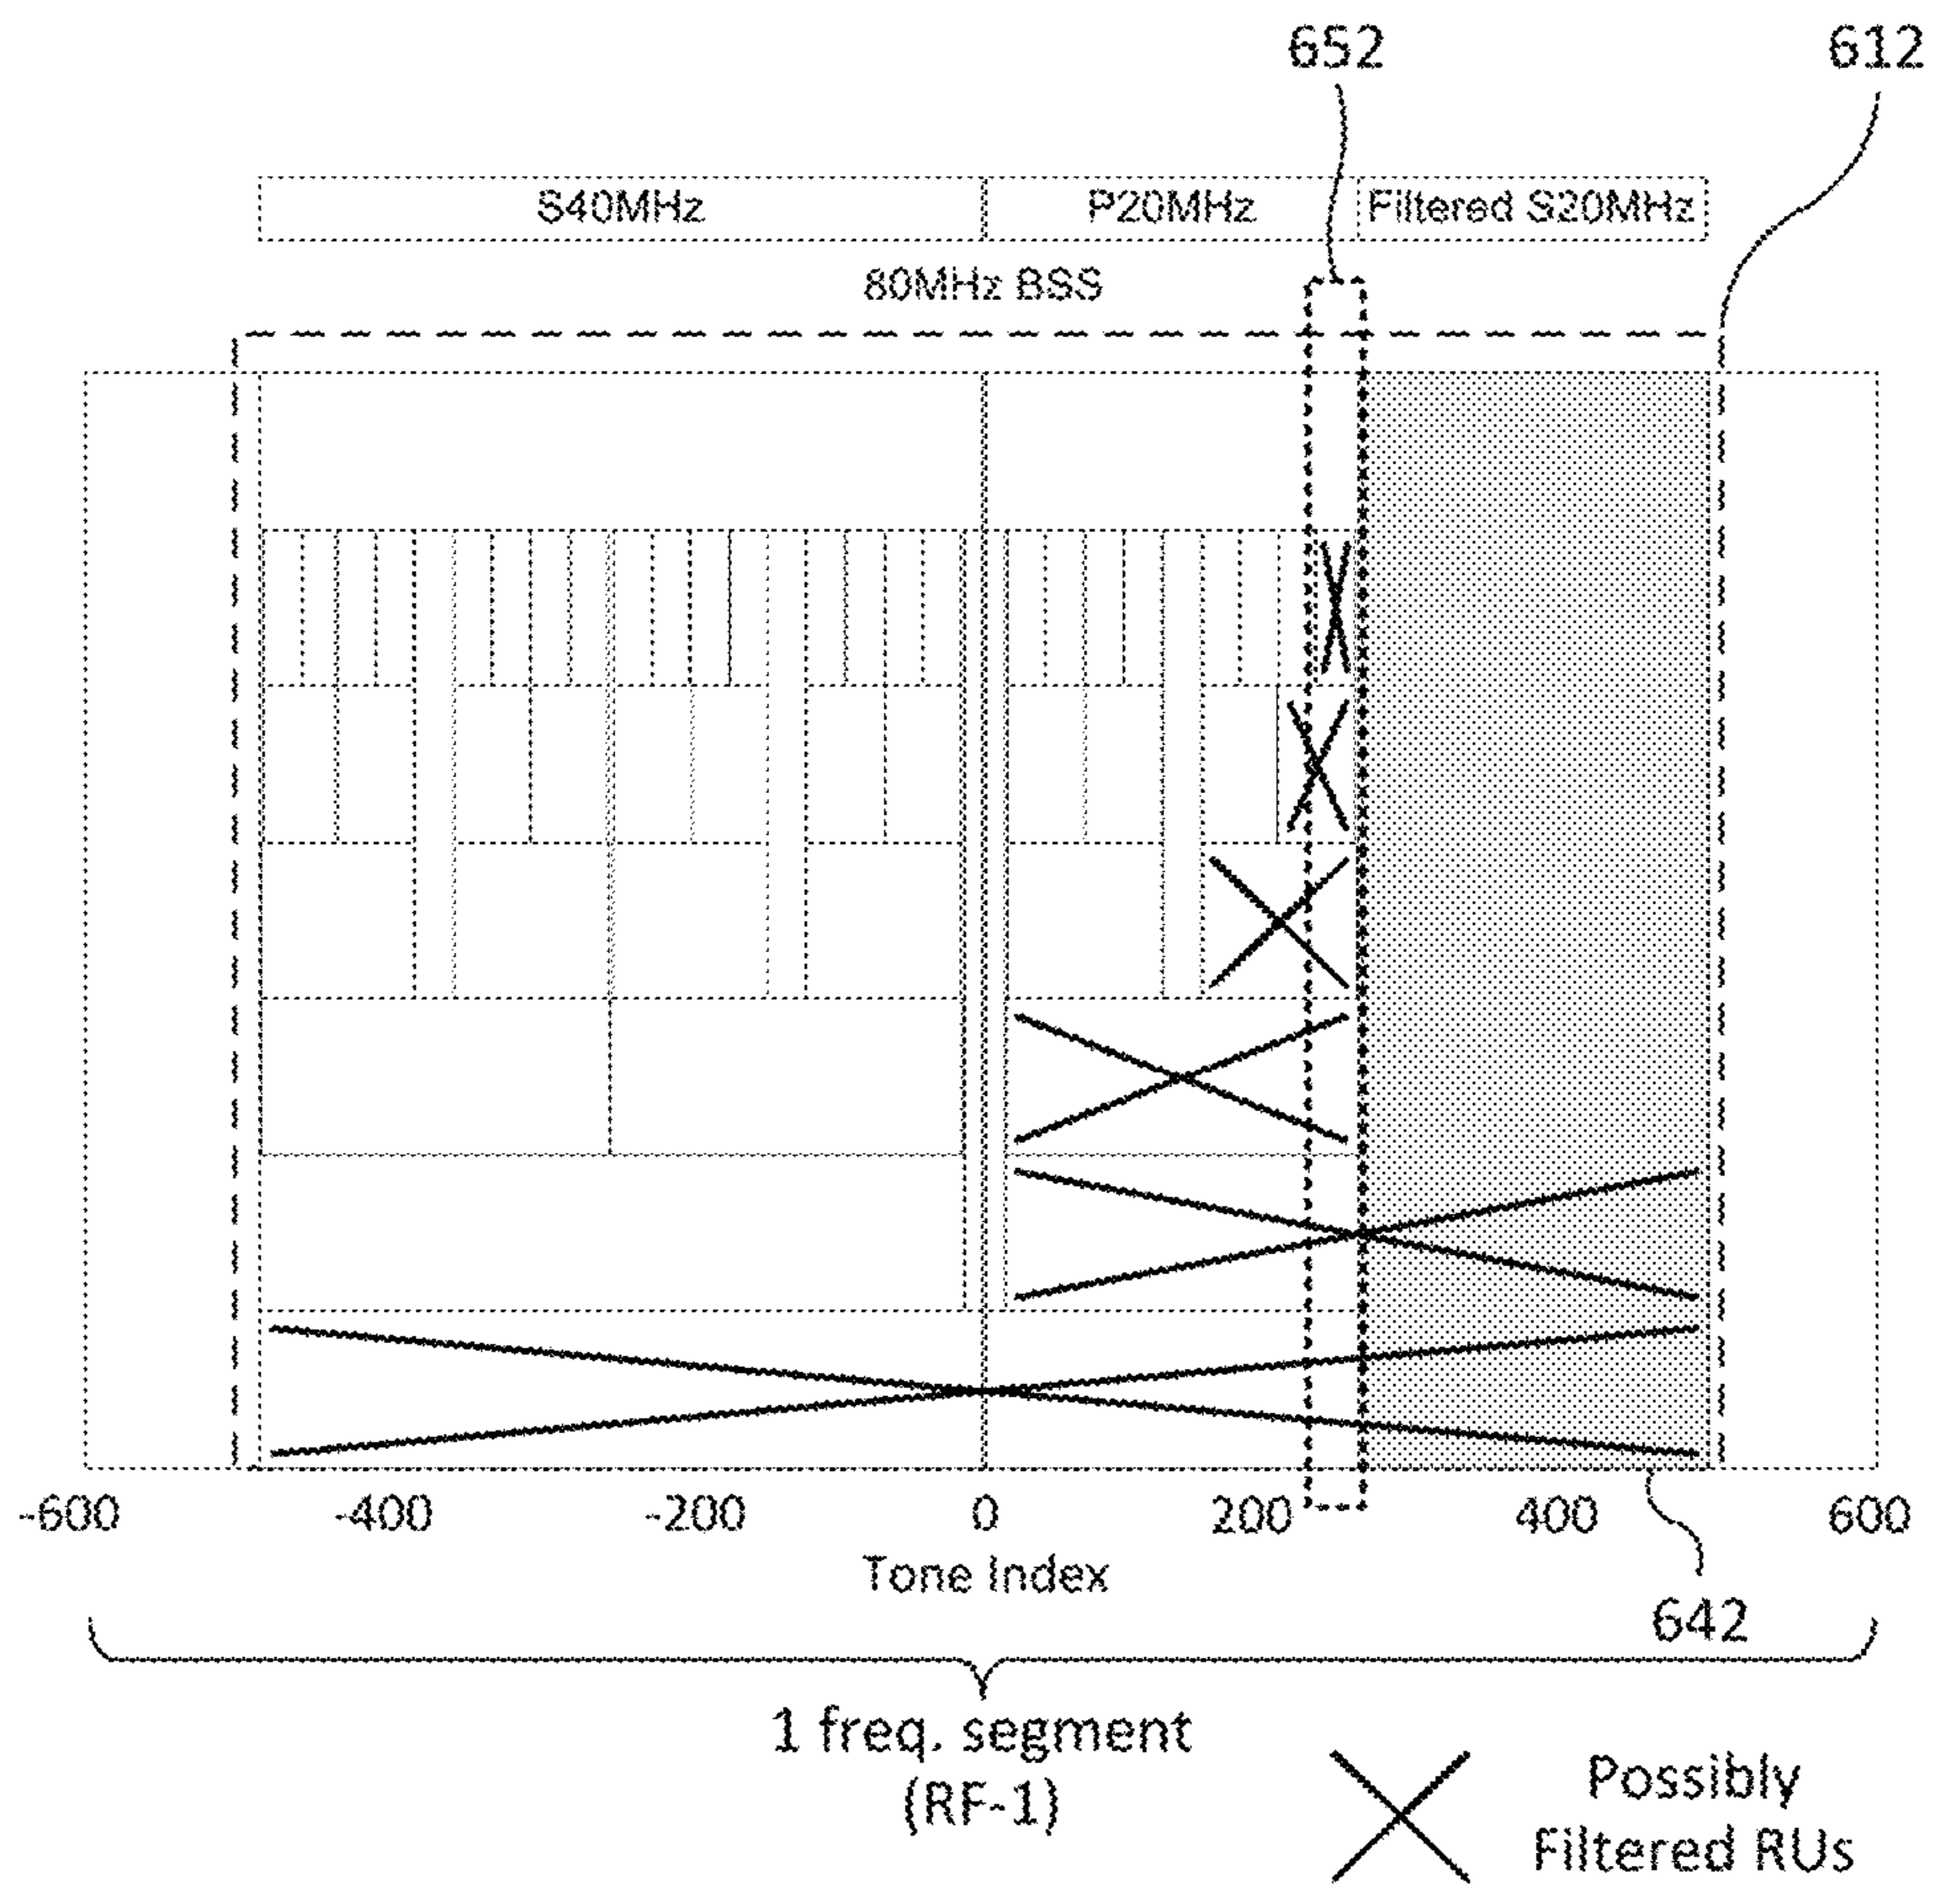 652
612
S40MHz
P20MHz
Filtered S20MHz
80MHz BSS
-600
-400
-200
0
200
400
600
Tone Index
642
1 freq. segment
(RF-1)
Possibly
Filtered RUs